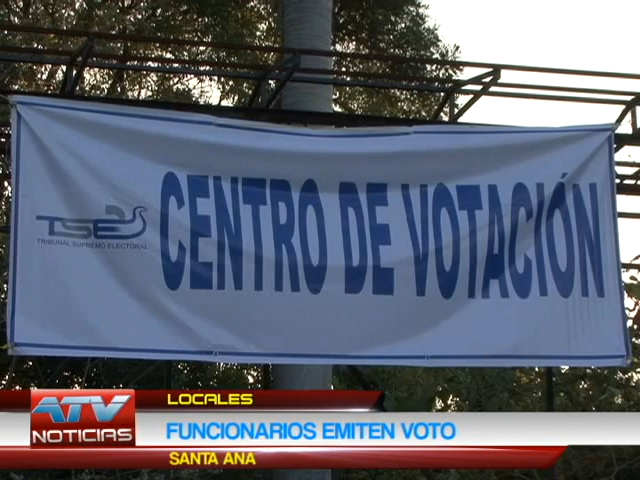 CENTRO DE VOTACIÓN
TSE
TRIBUNAL SUPREMO ELECTORAL
LOCALES
ATV
NOTICIAS
FUNCIONARIOS EMITEN VOTO
SANTA ANA